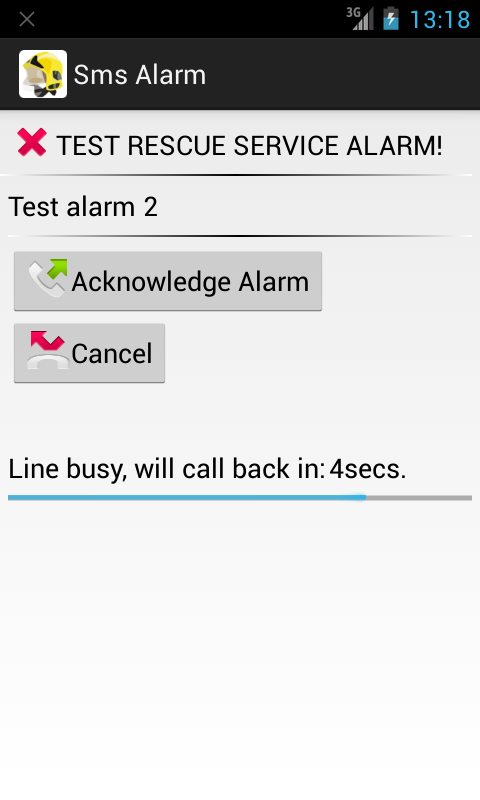 3G 13:18
Sms Alarm
TEST RESCUE SERVICE ALARM!
Test alarm 2
Acknowledge Alarm
Cancel
Line busy, will call back in: 4secs.